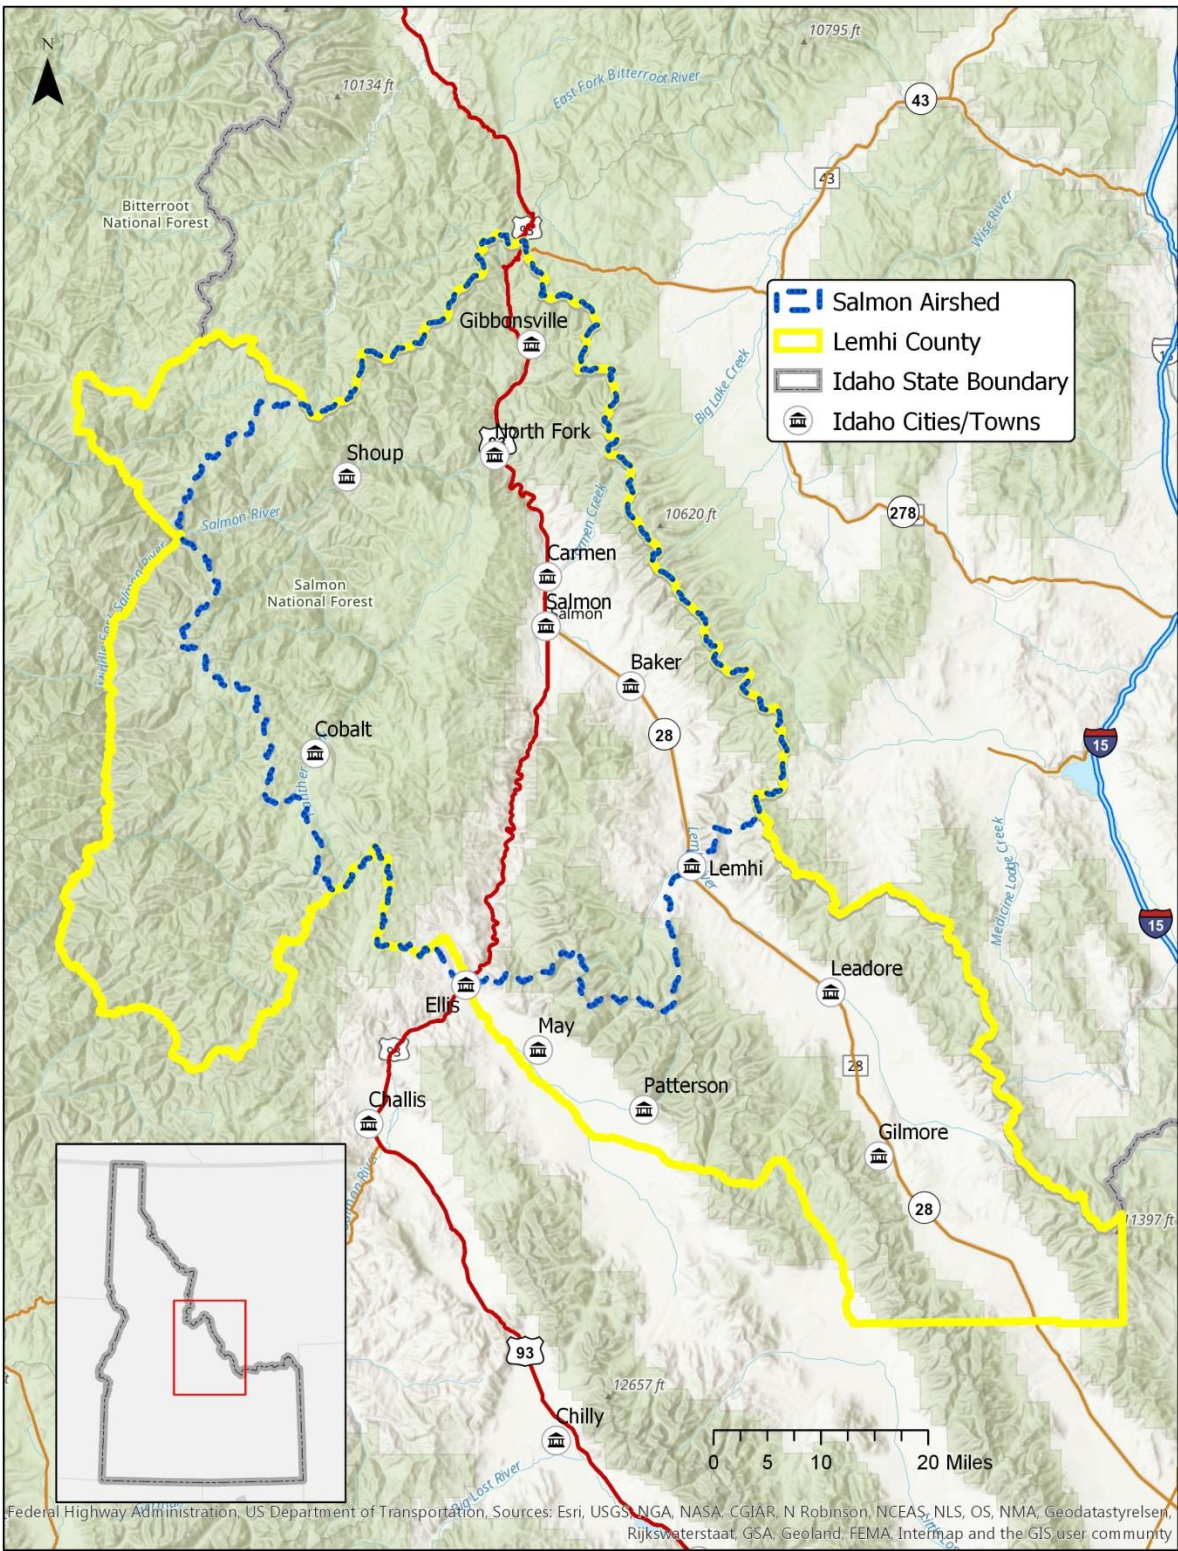 10795 ft
N
10134 ft
East Fork Bitterroot River
43
43
Bitterroot
National Forest
Wise River
93
Salmon Airshed
Lemhi County
Idaho State Boundary
Idaho Cities/Towns
Gibbonsville
Big Lake Creek
North Fork
Shoup
Salmon River
10620 ft
278
Carmen
Salmon
National Forest
Middle Fork Salmon River
Salmon
Salmon
Baker
28
Cobalt
15
Lemhi
Medicine Lodge Creek
15
Leadore
Ellis
May
93
28
Patterson
Challis
Gilmore
28
11397 ft
93
12657 ft
Chilly
0 5 10 20 Miles
Big Lost River
Federal Highway Administration, US Department of Transportation, Sources: Esri, USGS, NGA, NASA, CGIAR, N Robinson, NCEAS, NLS, OS, NMA, Geodatastyrelsen,
Rijkswaterstaat, GSA, Geoland, FEMA, Intermap and the GIS user community